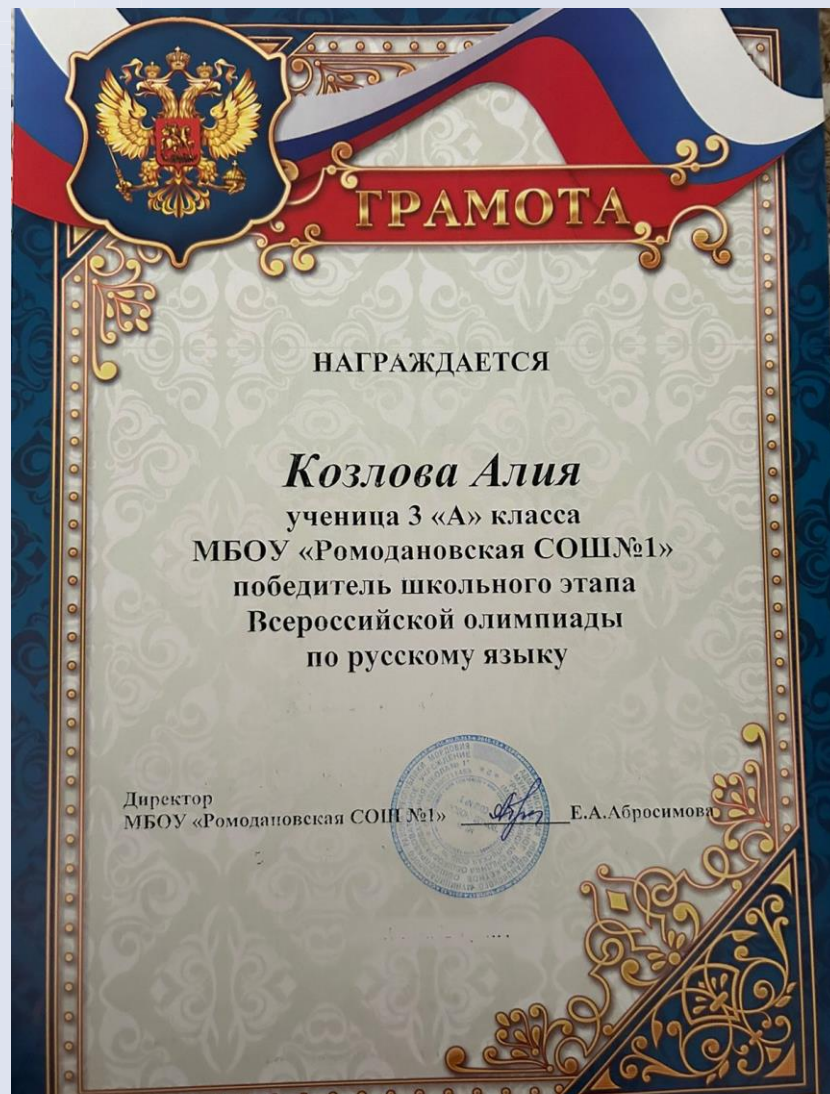 ГРАМОТА
НАГРАЖДАЕТСЯ
Козлова Алия
ученица 3 «А» класса
МБОУ «Ромодановская СОШ№1»
победитель школьного этапа
Всероссийской олимпиады
по русскому языку
Директор
МБОУ «Ромодановская СОШ №1» Е.А.Абросимова